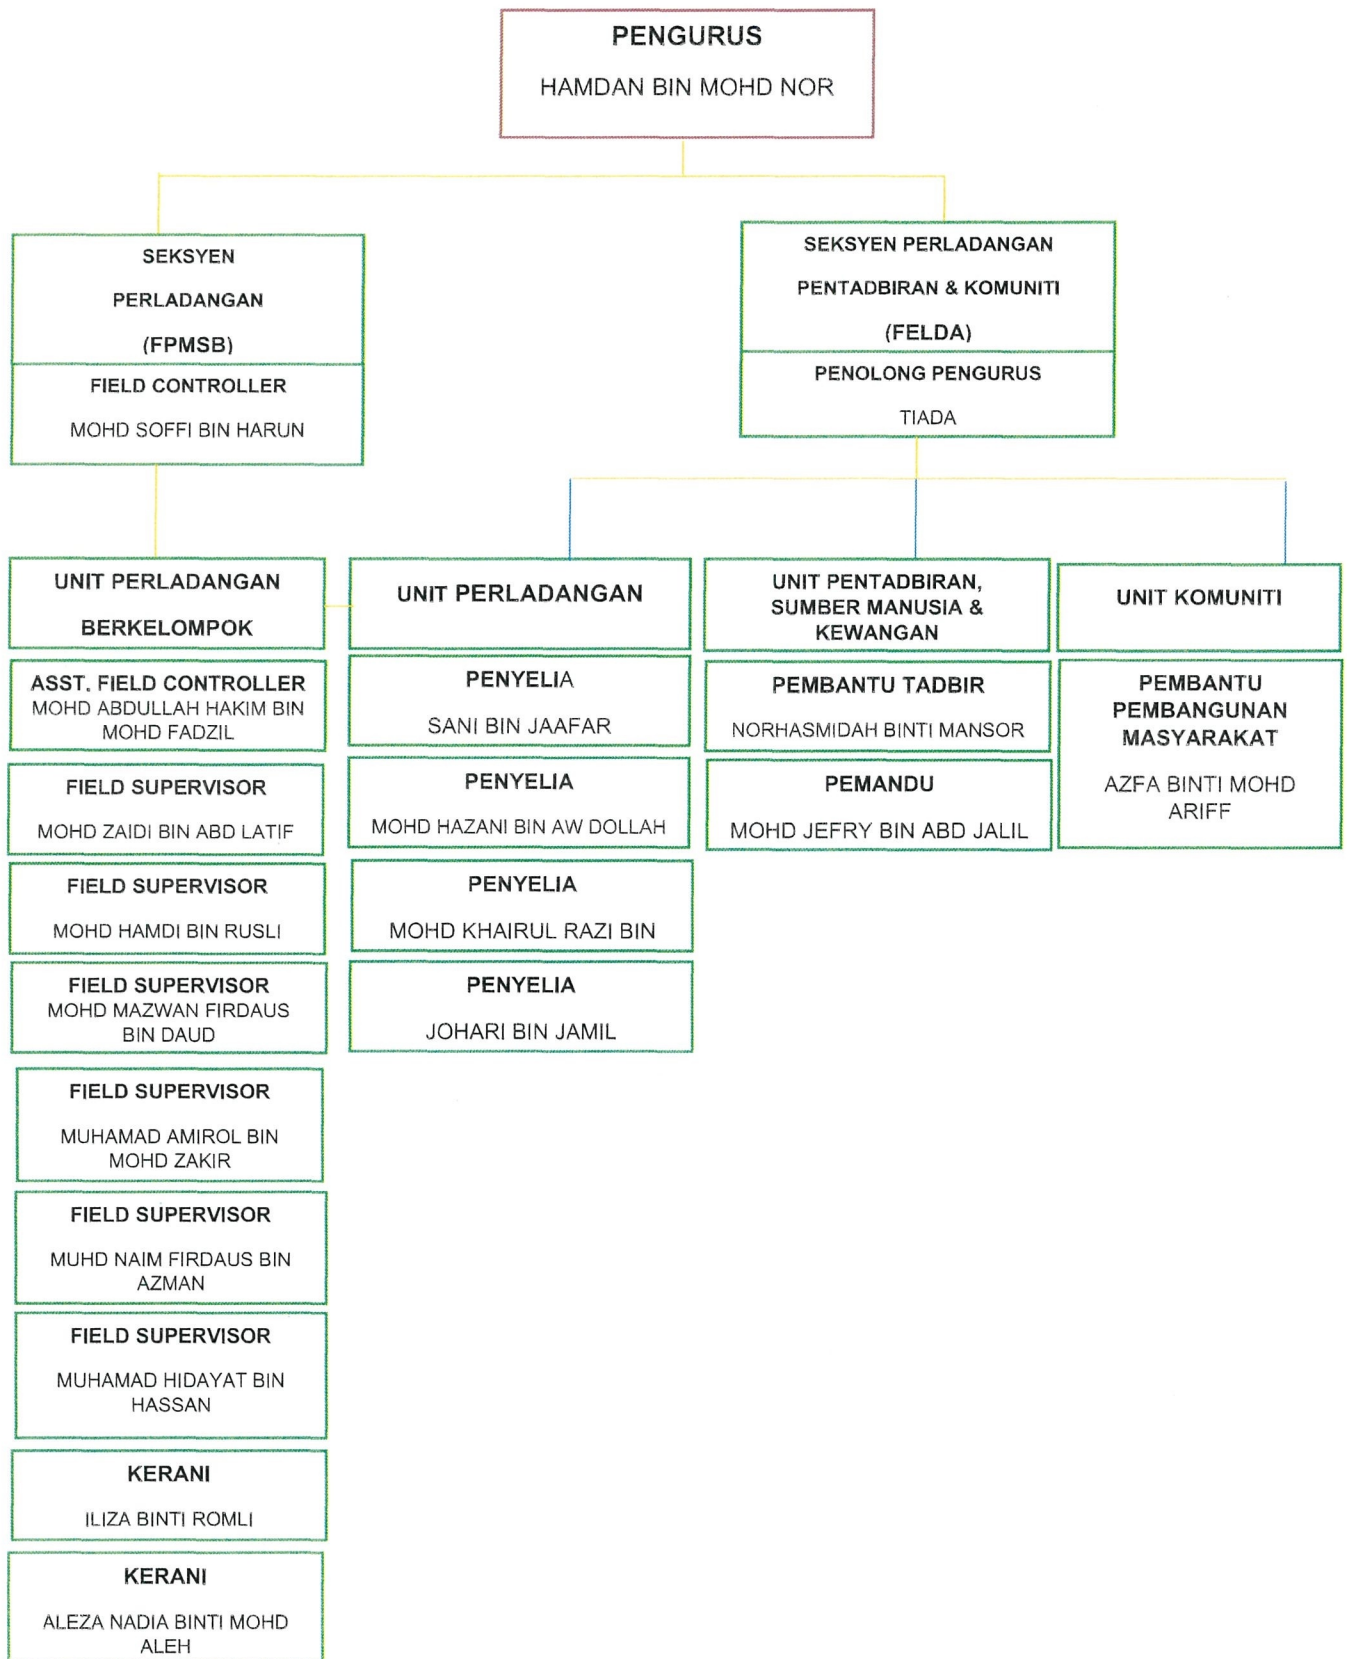 PENGURUS
HAMDAN BIN MOHD NOR
SEKSYEN
PERLADANGAN
(FPMSB)
FIELD CONTROLLER
MOHD SOFFI BIN HARUN
SEKSYEN PERLADANGAN
PENTADBIRAN & KOMUNITI
(FELDA)
PENOLONG PENGURUS
TIADA
UNIT PERLADANGAN
BERKELOMPOK
ASST. FIELD CONTROLLER
MOHD ABDULLAH HAKIM BIN
MOHD FADZIL
FIELD SUPERVISOR
MOHD ZAIDI BIN ABD LATIF
FIELD SUPERVISOR
MOHD HAMDI BIN RUSLI
FIELD SUPERVISOR
MOHD MAZWAN FIRDAUS
BIN DAUD
FIELD SUPERVISOR
MUHAMAD AMIROL BIN
MOHD ZAKIR
FIELD SUPERVISOR
MUHD NAIM FIRDAUS BIN
AZMAN
FIELD SUPERVISOR
MUHAMAD HIDAYAT BIN
HASSAN
KERANI
ILIZA BINTI ROMLI
KERANI
ALEZA NADIA BINTI MOHD
ALEH
UNIT PERLADANGAN
PENYELIA
SANI BIN JAAFAR
PENYELIA
MOHD HAZANI BIN AW DOLLAH
PENYELIA
MOHD KHAIRUL RAZI BIN
PENYELIA
JOHARI BIN JAMIL
UNIT PENTADBIRAN,
SUMBER MANUSIA &
KEWANGAN
PEMBANTU TADBIR
NORHASMIDAH BINTI MANSOR
PEMANDU
MOHD JEFRY BIN ABD JALIL
UNIT KOMUNITI
PEMBANTU
PEMBANGUNAN
MASYARAKAT
AZFA BINTI MOHD
ARIFF